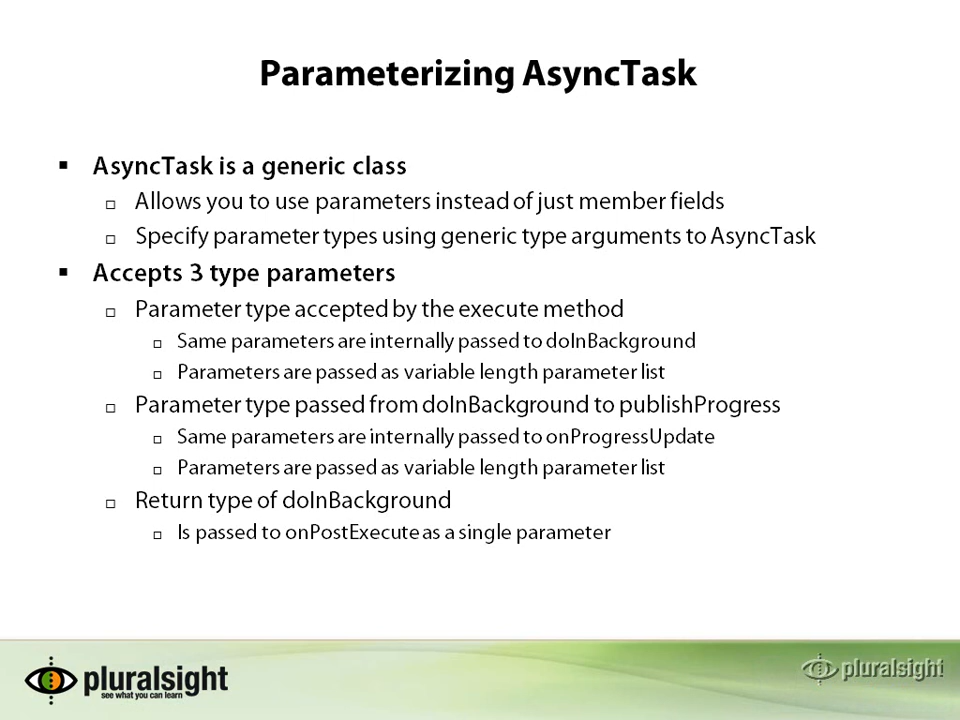 Parameterizing AsyncTask
AsyncTask is a generic class
Allows you to use parameters instead of just member fields
Specify parameter types using generic type arguments to AsyncTask
Accepts 3 type parameters
Parameter type accepted by the execute method
Same parameters are internally passed to doInBackground
Parameters are passed as variable length parameter list
Parameter type passed from doInBackground to publishProgress
Same parameters are internally passed to onProgressUpdate
Parameters are passed as variable length parameter list
Return type of doInBackground
Is passed to onPostExecute as a single parameter
pluralsight
see what you can learn
pluralsight